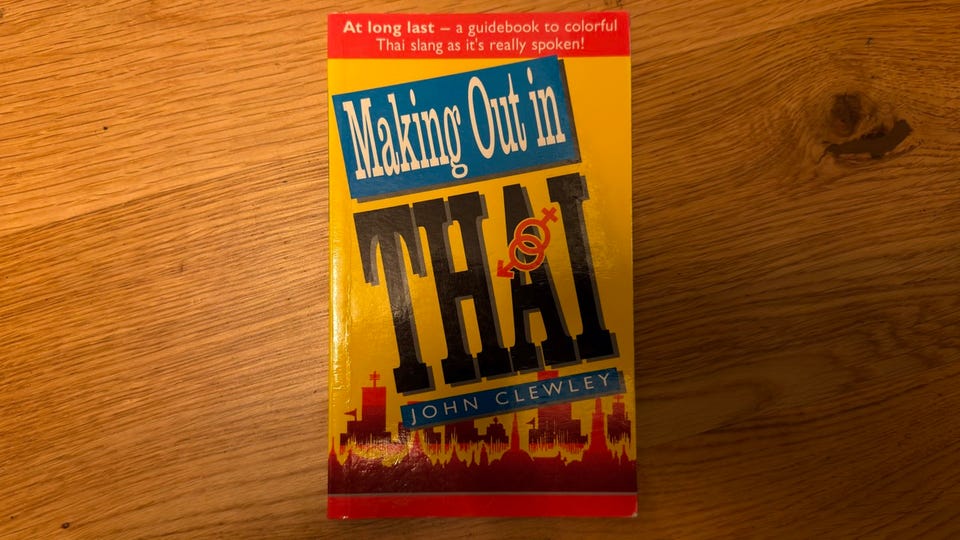 At long last – a guidebook to colorful
Thai slang as it's really spoken!
Making Out in
THAI
JOHN CLEWLEY